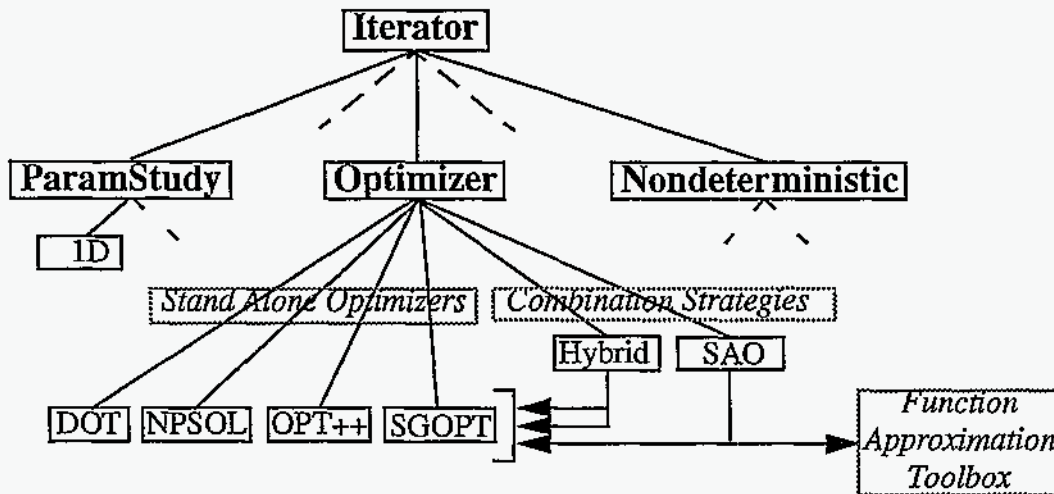 Iterator
ParamStudy Optimizer Nondeterministic
1D
Stand Alone Optimizers Combination Strategies
Hybrid SAO
DOT NPSOL OPT++ SGOPT
Function
Approximation
Toolbox